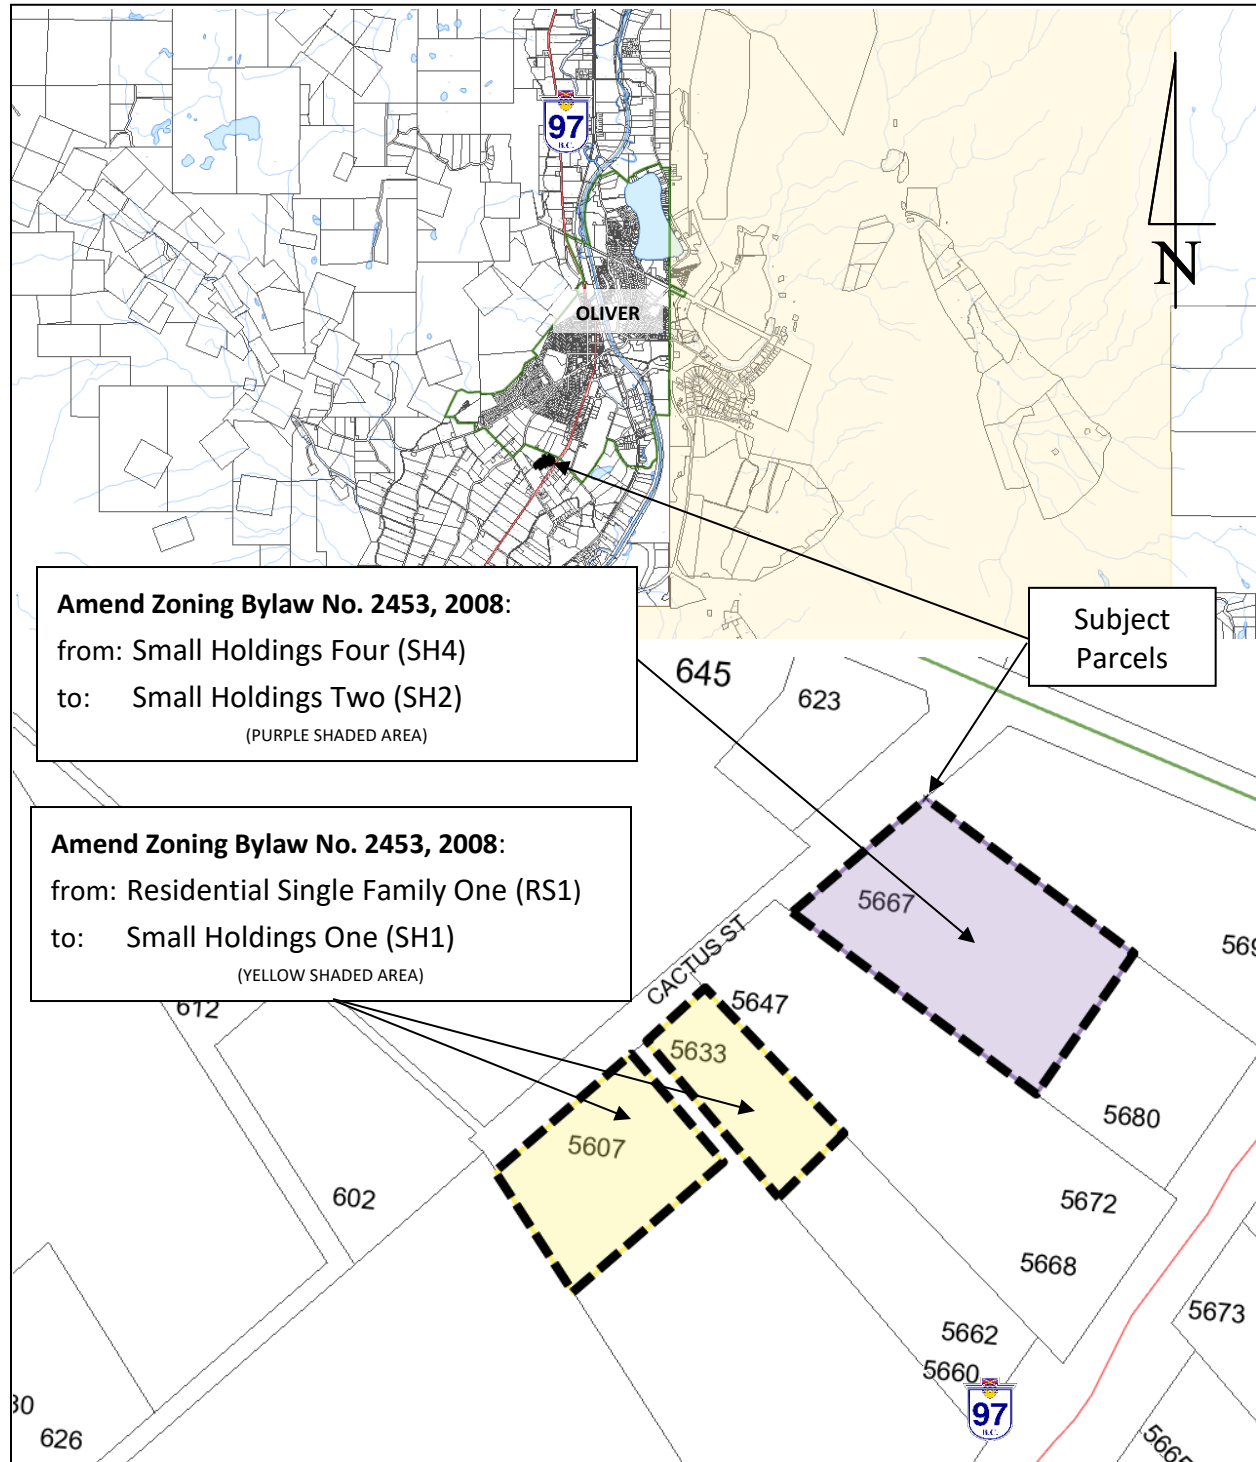 97
B.C.
N
OLIVER
Amend Zoning Bylaw No. 2453, 2008:
from: Small Holdings Four (SH4)
to: Small Holdings Two (SH2)
(PURPLE SHADED AREA)
Subject
Parcels
645
623
Amend Zoning Bylaw No. 2453, 2008:
from: Residential Single Family One (RS1)
to: Small Holdings One (SH1)
(YELLOW SHADED AREA)
5667
CACTUS ST
5647
5633
5607
612
602
5680
5672
5668
5673
5662
5660
97
B.C.
626